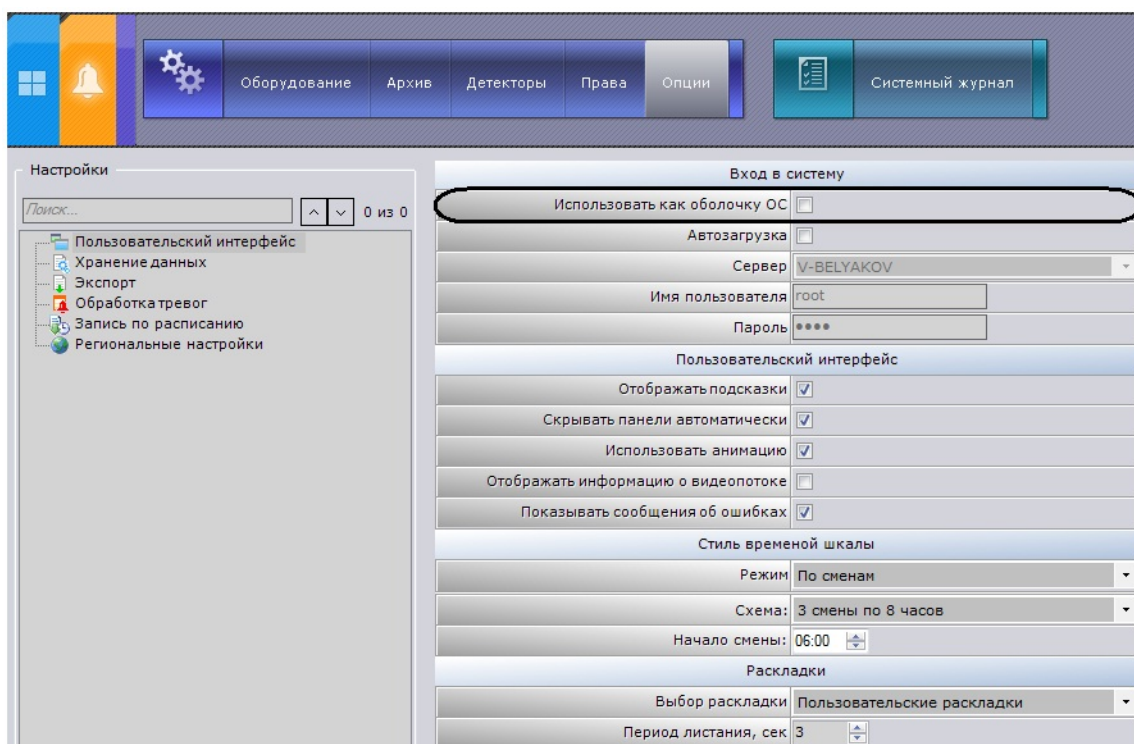 Оборудование Архив Детекторы Права Опции Системный журнал
Настройки
Поиск... 0 из 0
Пользовательский интерфейс
Хранение данных
Экспорт
Обработка тревог
Запись по расписанию
Региональные настройки
Вход в систему
Использовать как оболочку ОС
Автозагрузка
Сервер V-BELYAKOV
Имя пользователя root
Пароль ••••
Пользовательский интерфейс
Отображать подсказки
Скрывать панели автоматически
Использовать анимацию
Отображать информацию о видеопотоке
Показывать сообщения об ошибках
Стиль временой шкалы
Режим По сменам
Схема: 3 смены по 8 часов
Начало смены: 06:00
Раскладки
Выбор раскладки Пользовательские раскладки
Период листания, сек 3